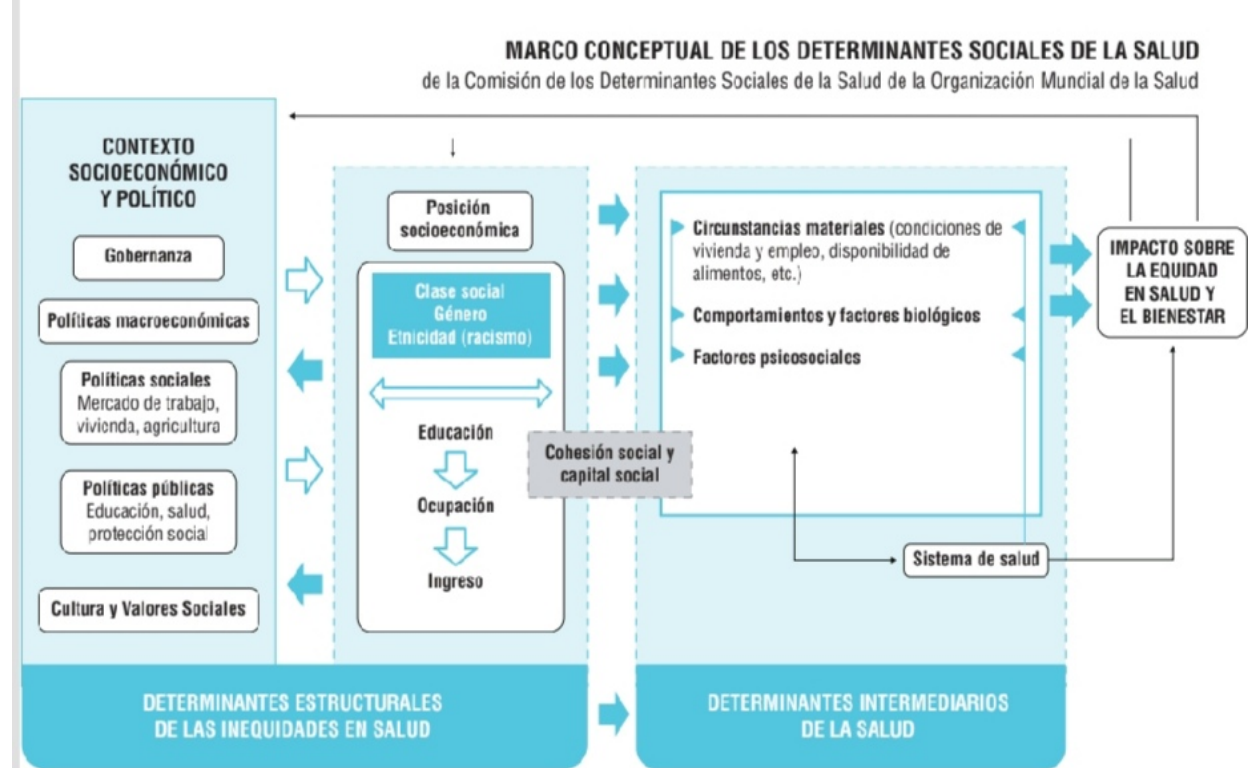 MARCO CONCEPTUAL DE LOS DETERMINANTES SOCIALES DE LA SALUD
de la Comisión de los Determinantes Sociales de la Salud de la Organización Mundial de la Salud
CONTEXTO
SOCIOECONÓMICO
Y POLÍTICO
Gobernanza
Políticas macroeconómicas
Políticas sociales
Mercado de trabajo,
vivienda, agricultura
Políticas públicas
Educación, salud,
protección social
Cultura y Valores Sociales
Posición
socioeconómica
Clase social
Género
Etnicidad (racismo)
Educación
Ocupación
Ingreso
Cohesión social y
capital social
Circunstancias materiales (condiciones de
vivienda y empleo, disponibilidad de
alimentos, etc.)
Comportamientos y factores biológicos
Factores psicosociales
Sistema de salud
IMPACTO SOBRE
LA EQUIDAD
EN SALUD Y
EL BIENESTAR
DETERMINANTES ESTRUCTURALES
DE LAS INEQUIDADES EN SALUD
DETERMINANTES INTERMEDIARIOS
DE LA SALUD